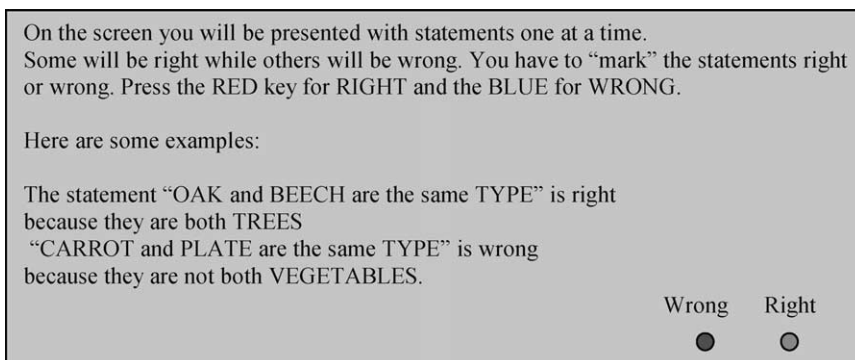 On the screen you will be presented with statements one at a time.
Some will be right while others will be wrong. You have to “mark” the statements right
or wrong. Press the RED key for RIGHT and the BLUE for WRONG.
Here are some examples:
The statement “OAK and BEECH are the same TYPE” is right
because they are both TREES
“CARROT and PLATE are the same TYPE” is wrong
because they are not both VEGETABLES.
Wrong Right